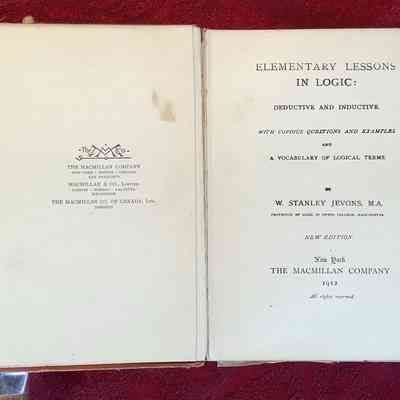 The M Co
THE MACMILLAN COMPANY
NEW YORK · BOSTON · CHICAGO
SAN FRANCISCO
MACMILLAN & CO., LIMITED
LONDON · BOMBAY · CALCUTTA
MELBOURNE
THE MACMILLAN CO. OF CANADA, LTD.
TORONTO
ELEMENTARY LESSONS
IN LOGIC:
DEDUCTIVE AND INDUCTIVE.
WITH COPIOUS QUESTIONS AND EXAMPLES,
AND
A VOCABULARY OF LOGICAL TERMS
BY
W. STANLEY JEVONS, M.A.
PROFESSOR OF LOGIC IN OWENS COLLEGE, MANCHESTER
NEW EDITION.
New York
THE MACMILLAN COMPANY
1912
All rights reserved